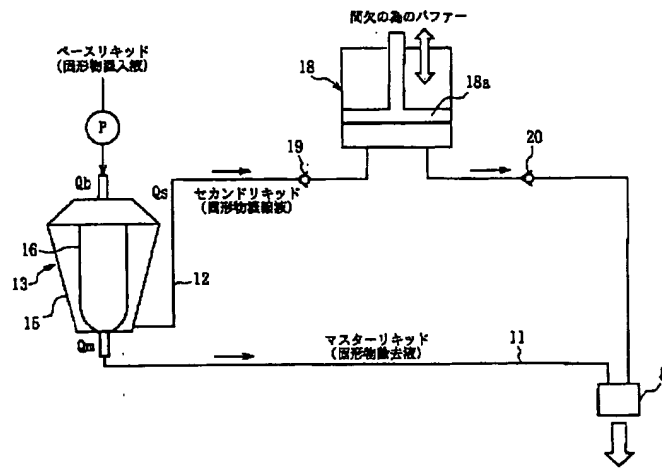 間欠の為のバファー
ベースリキッド
(固形物混入液)
18
18a
P
19
20
Qb
Qs
セカンドリキッド
(固形物濃縮液)
16
13
12
15
マスターリキッド
(固形物除去液)
11
Qm